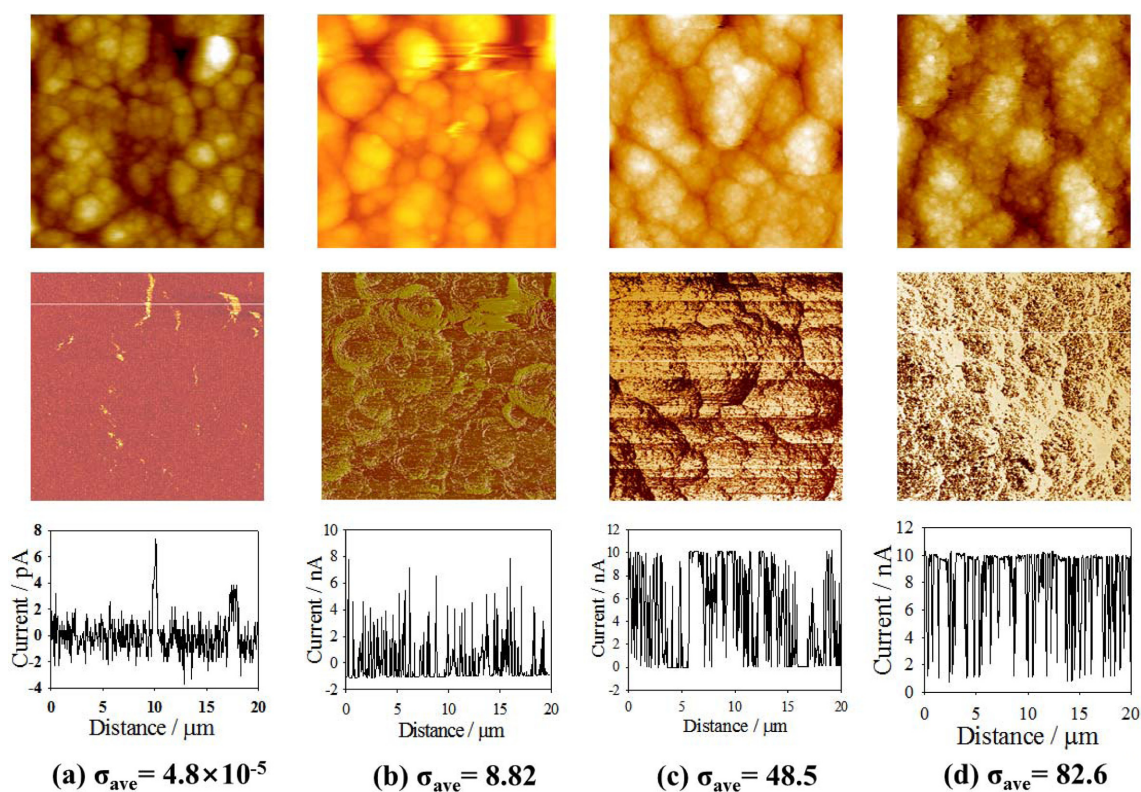 8
6
4
2
0
-2
-4
Current / pA
0 5 10 15 20
Distance / μm
10
8
6
4
2
0
-2
Current / nA
0 5 10 15 20
Distance / μm
12
10
8
6
4
2
0
-2
Current / nA
0 5 10 15 20
Distance / μm
12
10
8
6
4
2
0
Current / nA
0 5 10 15 20
Distance / μm
(a) σave= 4.8×10-5
(b) σave= 8.82
(c) σave= 48.5
(d) σave= 82.6